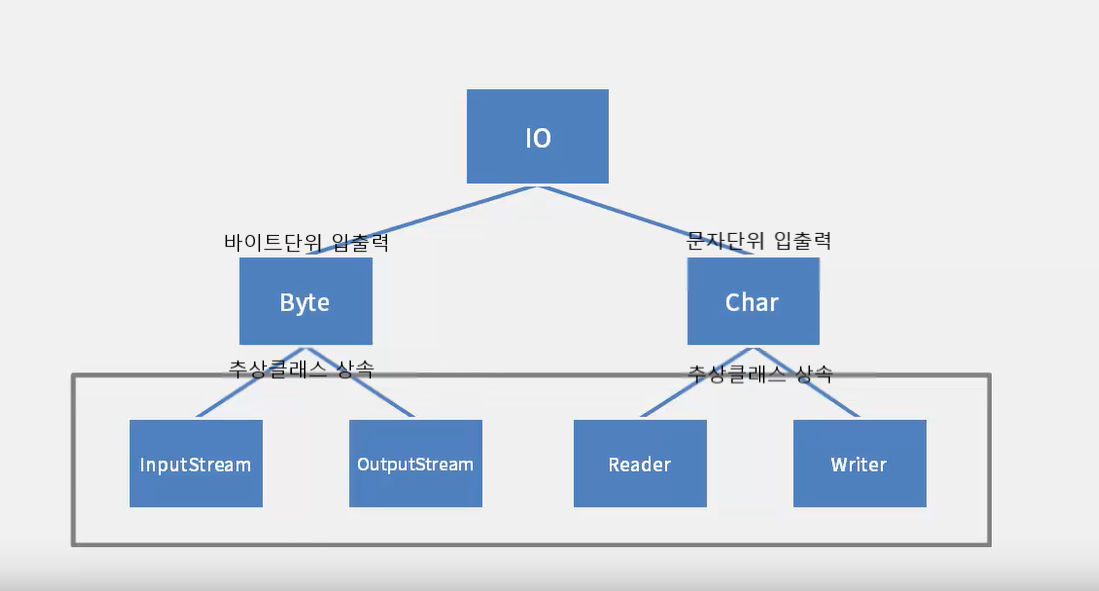 IO
바이트단위 입출력
문자단위 입출력
Byte
Char
추상클래스 상속
추상클래스 상속
InputStream
OutputStream
Reader
Writer